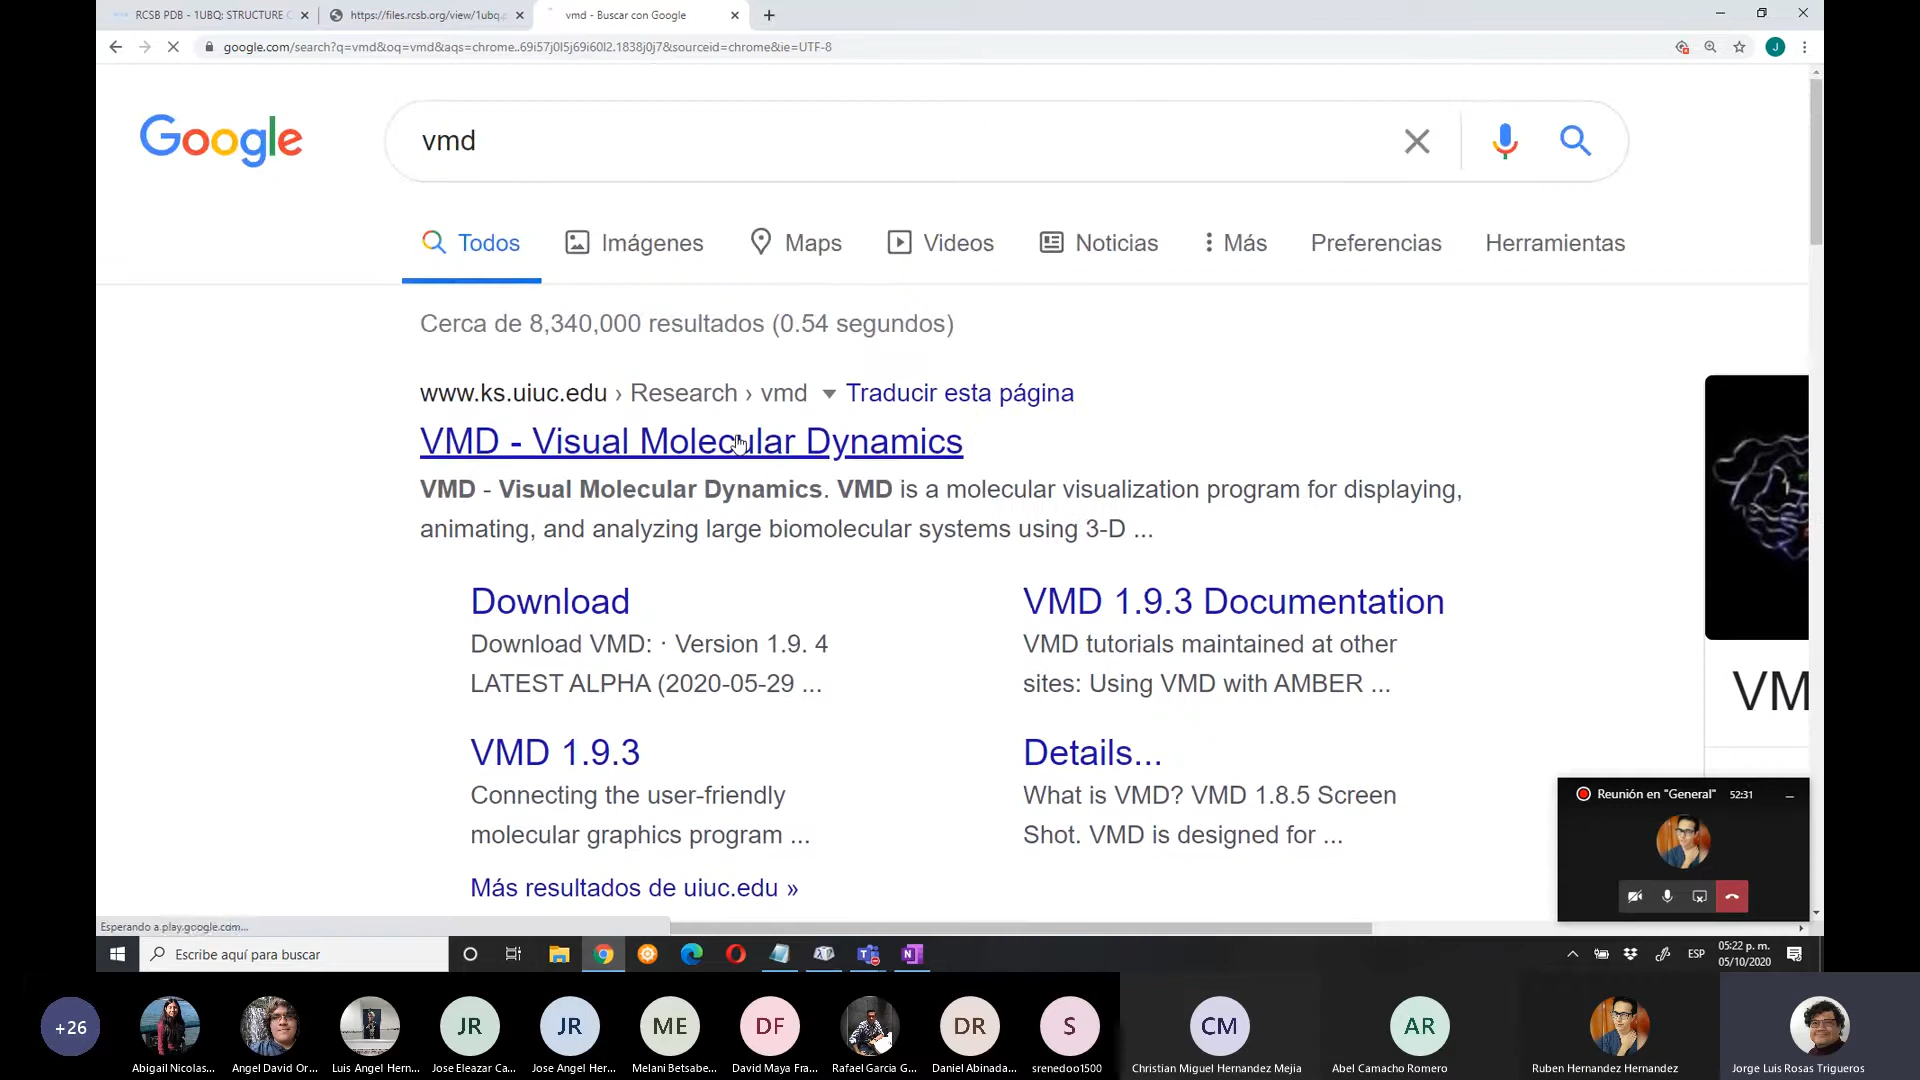 RCSB PDB - 1UBQ: STRUCTURE C
https://files.rcsb.org/view/1ubq.p
vmd - Buscar con Google
google.com/search?q=vmd&oq=vmd&aqs=chrome..69i57j0l5j69i60l2.1838j0j7&sourceid=chrome&ie=UTF-8
J
Google
vmd
Todos
Imágenes
Maps
Videos
Noticias
Más
Preferencias
Herramientas
Cerca de 8,340,000 resultados (0.54 segundos)
www.ks.uiuc.edu › Research › vmd
Traducir esta página
VMD - Visual Molecular Dynamics
VMD - Visual Molecular Dynamics. VMD is a molecular visualization program for displaying,
animating, and analyzing large biomolecular systems using 3-D ...
Download
Download VMD: · Version 1.9. 4
LATEST ALPHA (2020-05-29 ...
VMD 1.9.3 Documentation
VMD tutorials maintained at other
sites: Using VMD with AMBER ...
VMD 1.9.3
Connecting the user-friendly
molecular graphics program ...
Details...
What is VMD? VMD 1.8.5 Screen
Shot. VMD is designed for ...
Más resultados de uiuc.edu »
VM
Reunión en "General"
52:31
Esperando a play.google.com...
Escribe aquí para buscar
ESP
05:22 p. m.
05/10/2020
+26
JR
JR
ME
DF
DR
S
CM
AR
Abigail Nicolas...
Angel David Or...
Luis Angel Hern...
Jose Eleazar Ca...
Jose Angel Her...
Melani Betsabe...
David Maya Fra...
Rafael Garcia G...
Daniel Abinada...
srenedoo1500
Christian Miguel Hernandez Mejia
Abel Camacho Romero
Ruben Hernandez Hernandez
Jorge Luis Rosas Trigueros